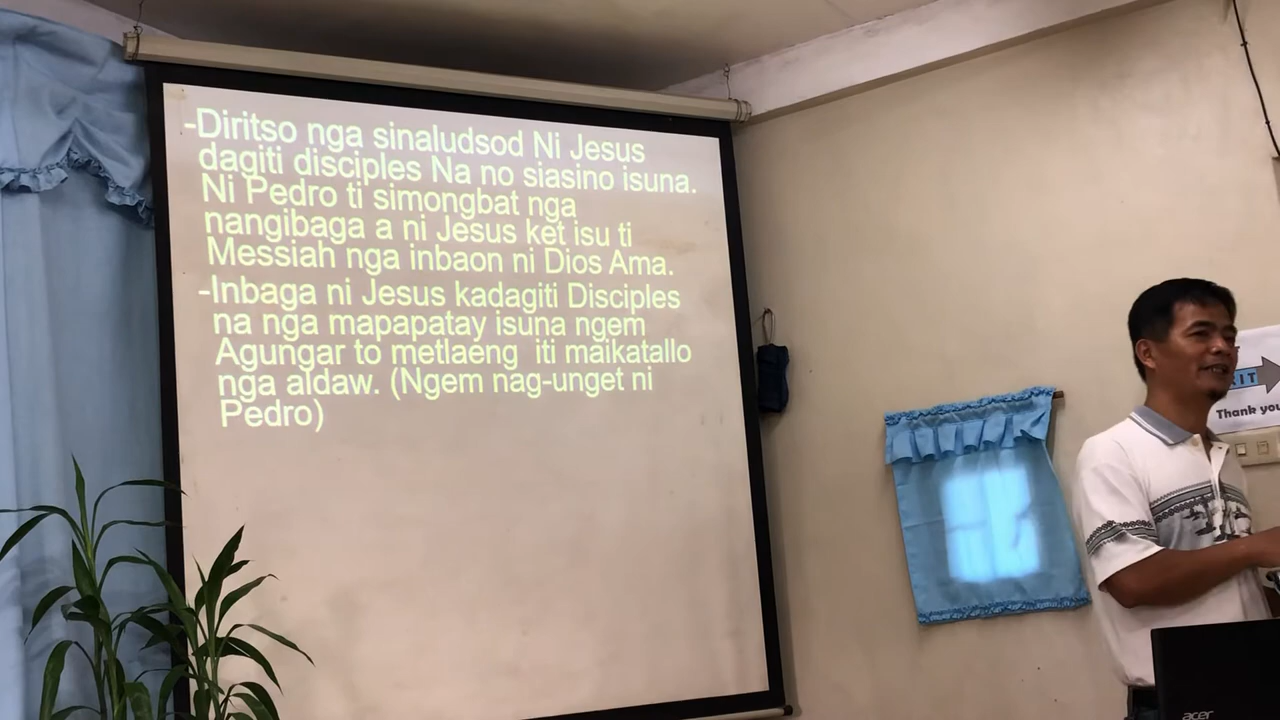 -Diritso nga sinaludsod Ni Jesus
dagiti disciples Na no siasino isuna.
Ni Pedro ti simongbat nga
nangibaga a ni Jesus ket isu ti
Messiah nga inbaon ni Dios Ama.
-Inbaga ni Jesus kadagiti Disciples
na nga mapapatay isuna ngem
Agungar to metlaeng iti maikatallo
nga aldaw. (Ngem nag-unget ni
Pedro)
Thank you
acer